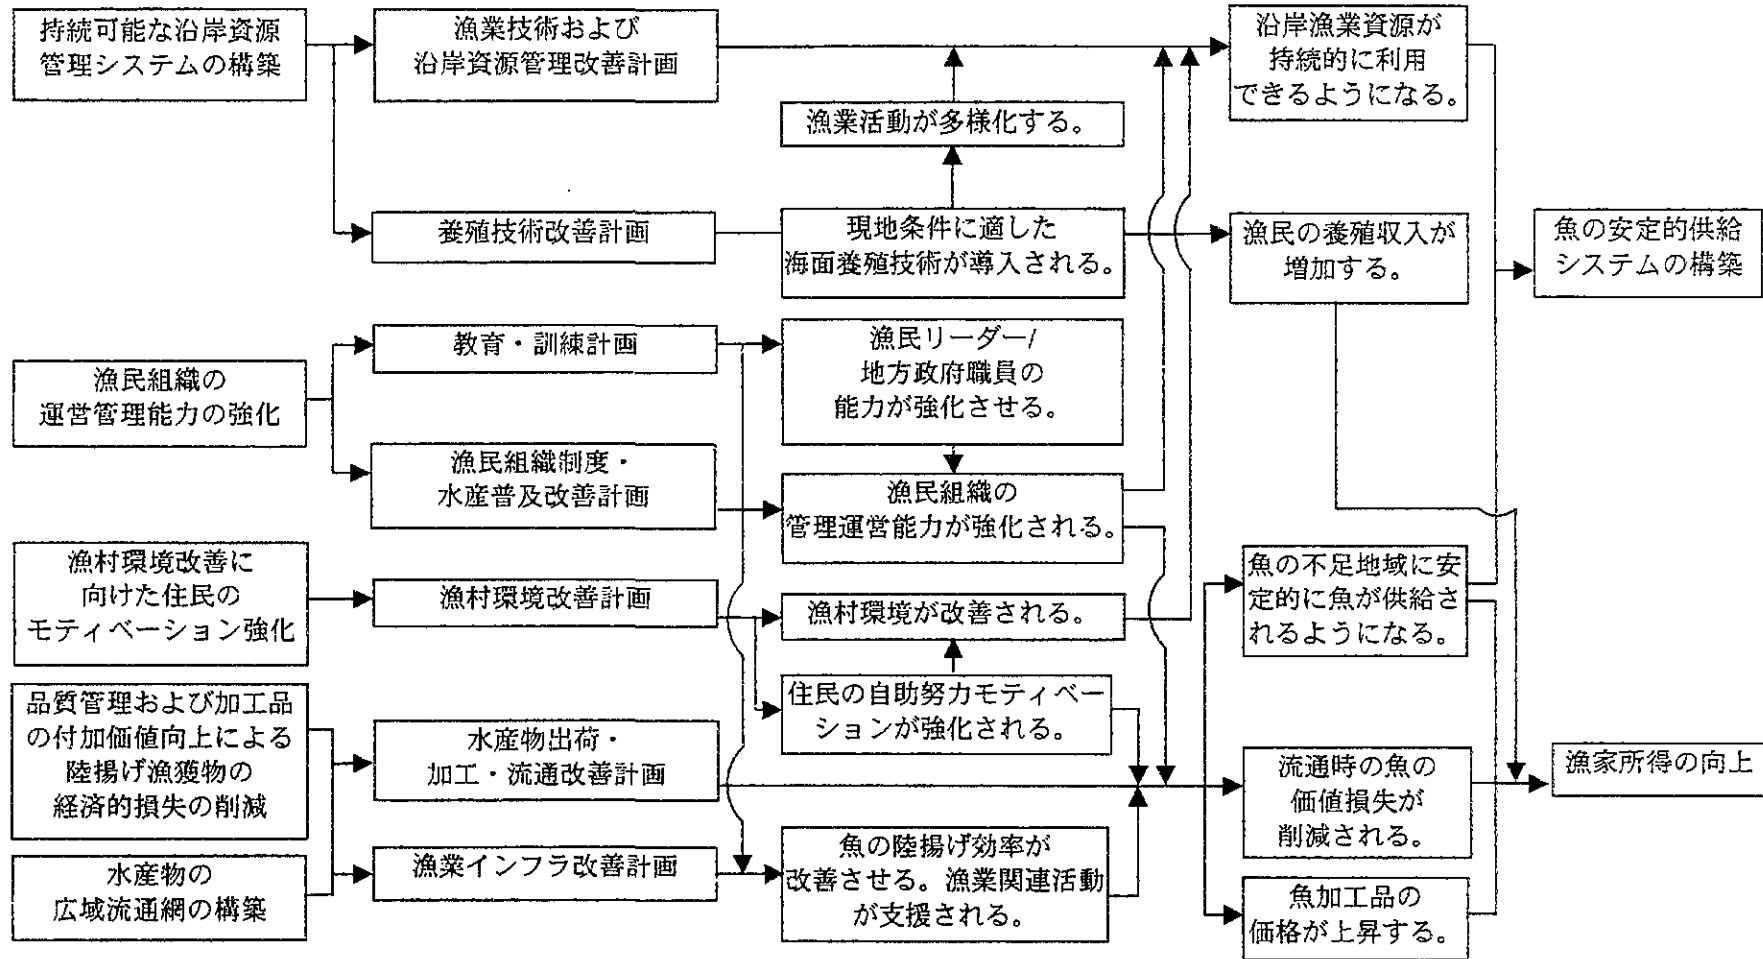 持続可能な沿岸資源
管理システムの構築
漁業技術および
沿岸資源管理改善計画
沿岸漁業資源が
持続的に利用
できるようになる。
漁業活動が多様化する。
養殖技術改善計画
現地条件に適した
海面養殖技術が導入される。
漁民の養殖収入が
増加する。
魚の安定的供給
システムの構築
漁民組織の
運営管理能力の強化
教育・訓練計画
漁民リーダー/
地方政府職員の
能力が強化させる。
漁民組織制度・
水産普及改善計画
漁民組織の
管理運営能力が強化される。
漁村環境改善に
向けた住民の
モティベーション強化
漁村環境改善計画
漁村環境が改善される。
魚の不足地域に安
定的に魚が供給さ
れるようになる。
住民の自助努力モティベー
ションが強化される。
品質管理および加工品
の付加価値向上による
陸揚げ漁獲物の
経済的損失の削減
水産物出荷・
加工・流通改善計画
流通時の魚の
価値損失が
削減される。
漁家所得の向上
水産物の
広域流通網の構築
漁業インフラ改善計画
魚の陸揚げ効率が
改善させる。漁業関連活動
が支援される。
魚加工品の
価格が上昇する。